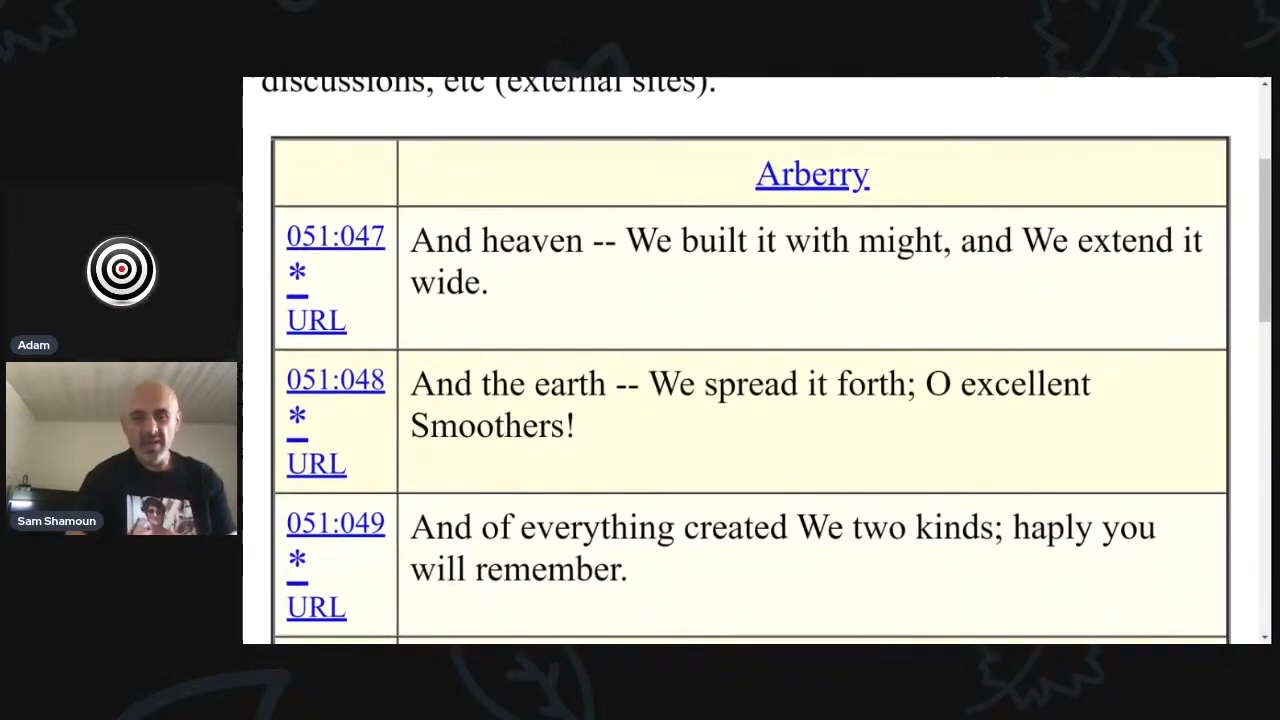 discussions, etc (external sites).
Arberry
051:047
*
URL
And heaven -- We built it with might, and We extend it
wide.
051:048
*
URL
And the earth -- We spread it forth; O excellent
Smoothers!
051:049
*
URL
And of everything created We two kinds; haply you
will remember.
Adam
Sam Shamoun